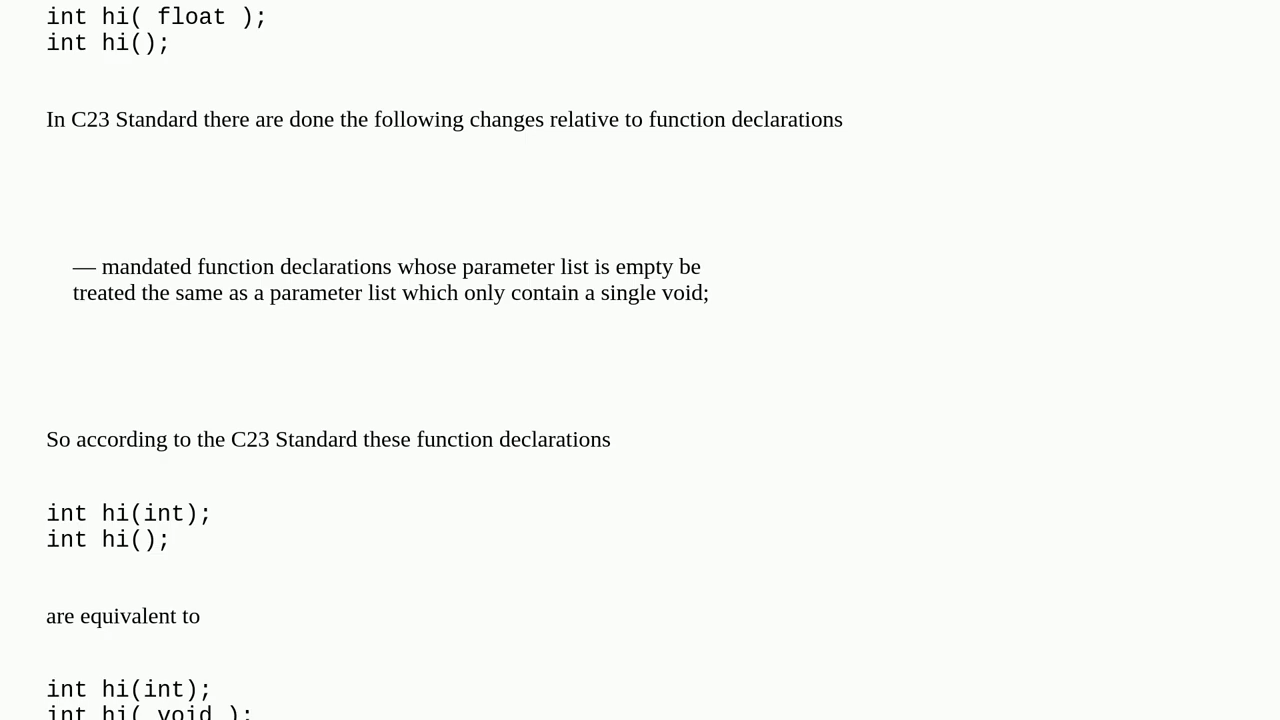 int hi( float );
int hi();
In C23 Standard there are done the following changes relative to function declarations
— mandated function declarations whose parameter list is empty be
treated the same as a parameter list which only contain a single void;
So according to the C23 Standard these function declarations
int hi(int);
int hi();
are equivalent to
int hi(int);
int hi( void );